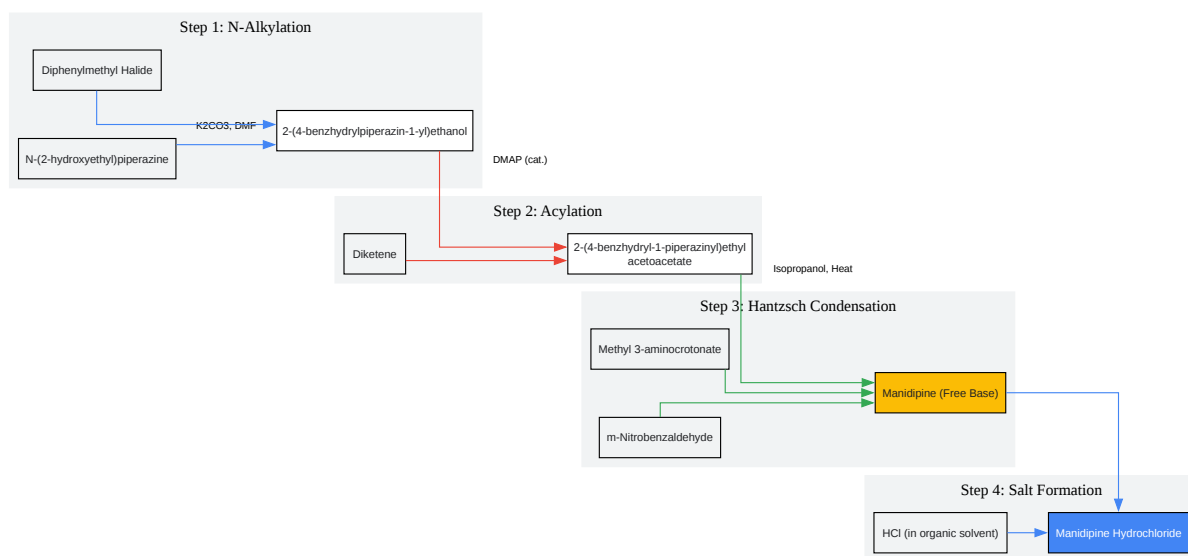 Step 1: N-Alkylation
Diphenylmethyl Halide
K2CO3, DMF
2-(4-benzhydrylpiperazin-1-yl)ethanol
N-(2-hydroxyethyl)piperazine
DMAP (cat.)
Step 2: Acylation
Diketene
2-(4-benzhydryl-1-piperazinyl)ethyl
acetoacetate
Isopropanol, Heat
Step 3: Hantzsch Condensation
Methyl 3-aminocrotonate
Manidipine (Free Base)
m-Nitrobenzaldehyde
Step 4: Salt Formation
HCl (in organic solvent)
Manidipine Hydrochloride